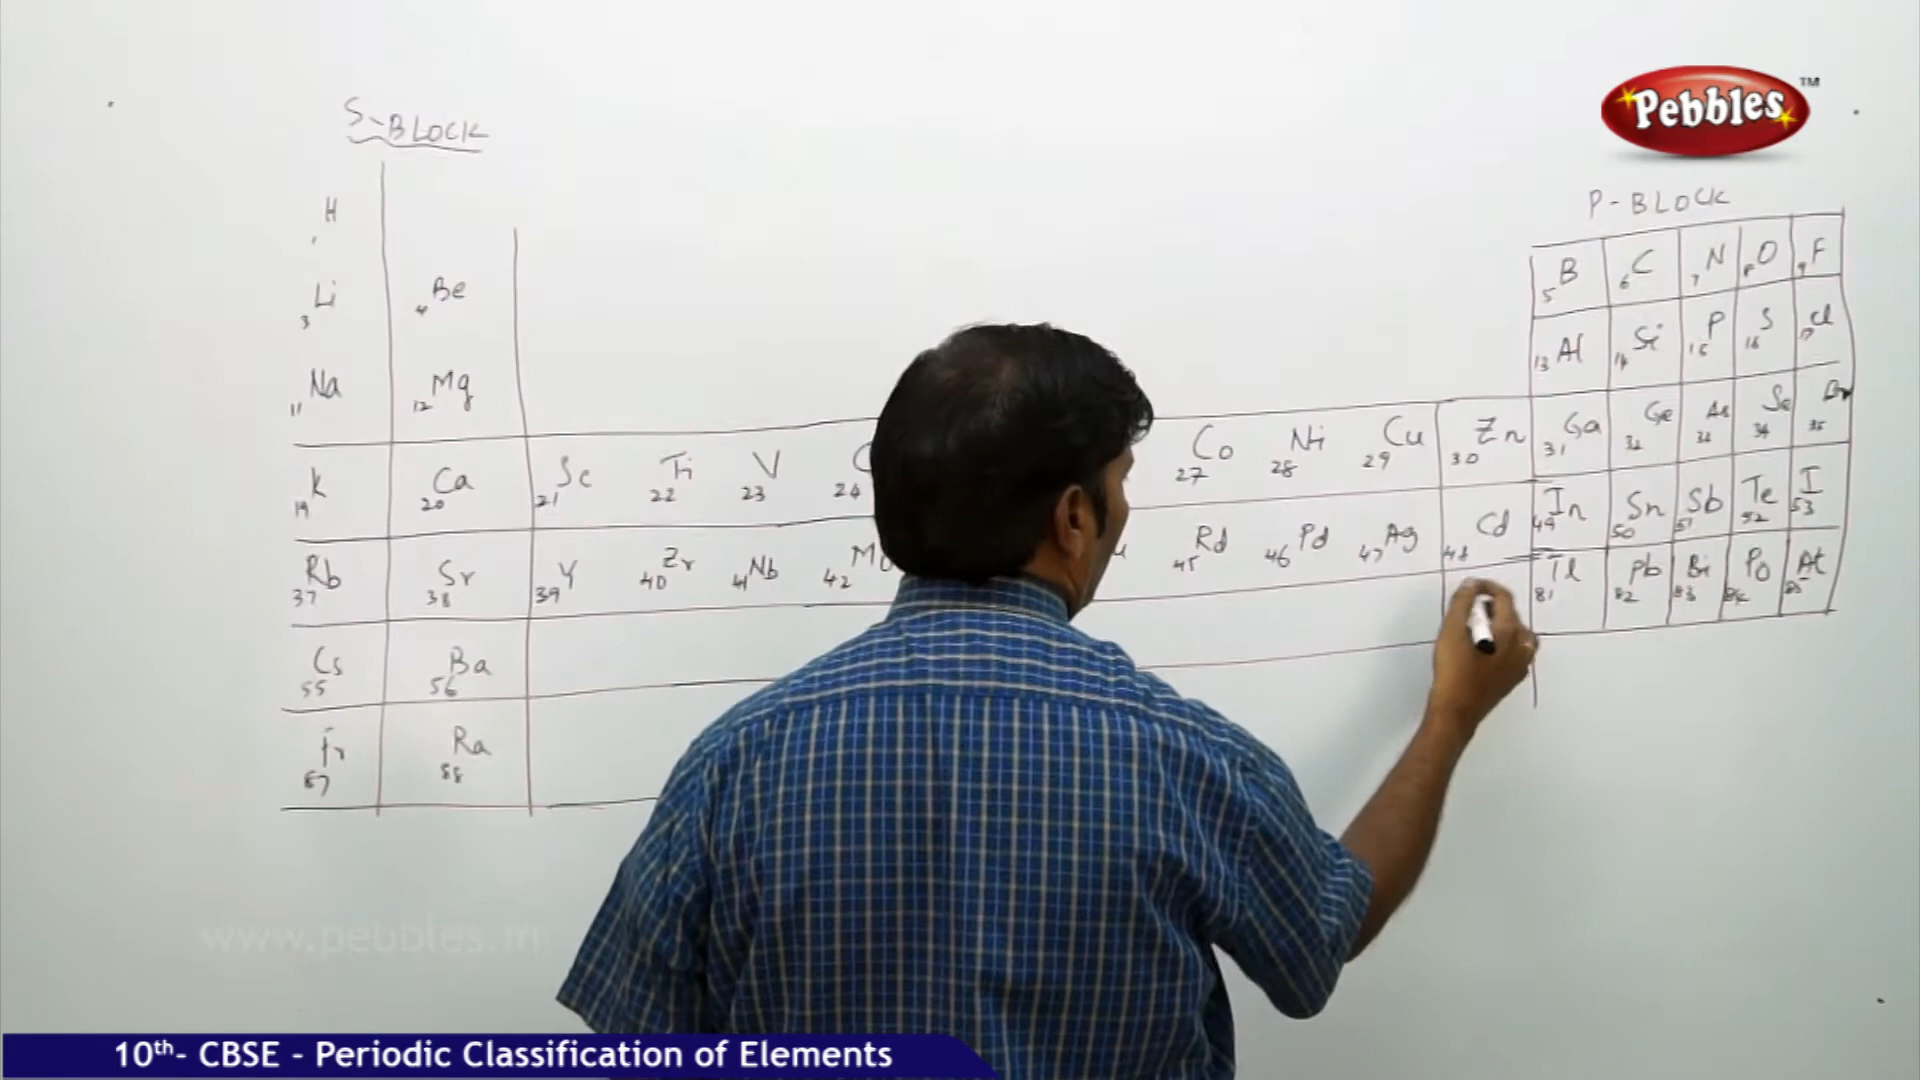 Pebbles™
S-BLOCK
P-BLOCK
H
1
5 B 6 C 7 N 8 O 9 F
3 Li 4 Be
13 Al 14 Si 15 P 16 S 17 Cl
11 Na 12 Mg
19 K 20 Ca 21 Sc 22 Ti 23 V 24 27 Co 28 Ni 29 Cu 30 Zn 31 Ga 32 Ge 33 As 34 Se 35 Br
37 Rb 38 Sr 39 Y 40 Zr 41 Nb 42 Mo 45 Rd 46 Pd 47 Ag 48 Cd 49 In 50 Sn 51 Sb 52 Te 53 I
55 Cs 56 Ba 81 Tl 82 Pb 83 Bi 84 Po 85 At
87 Fr 88 Ra
www.pebbles.in
10th- CBSE - Periodic Classification of Elements